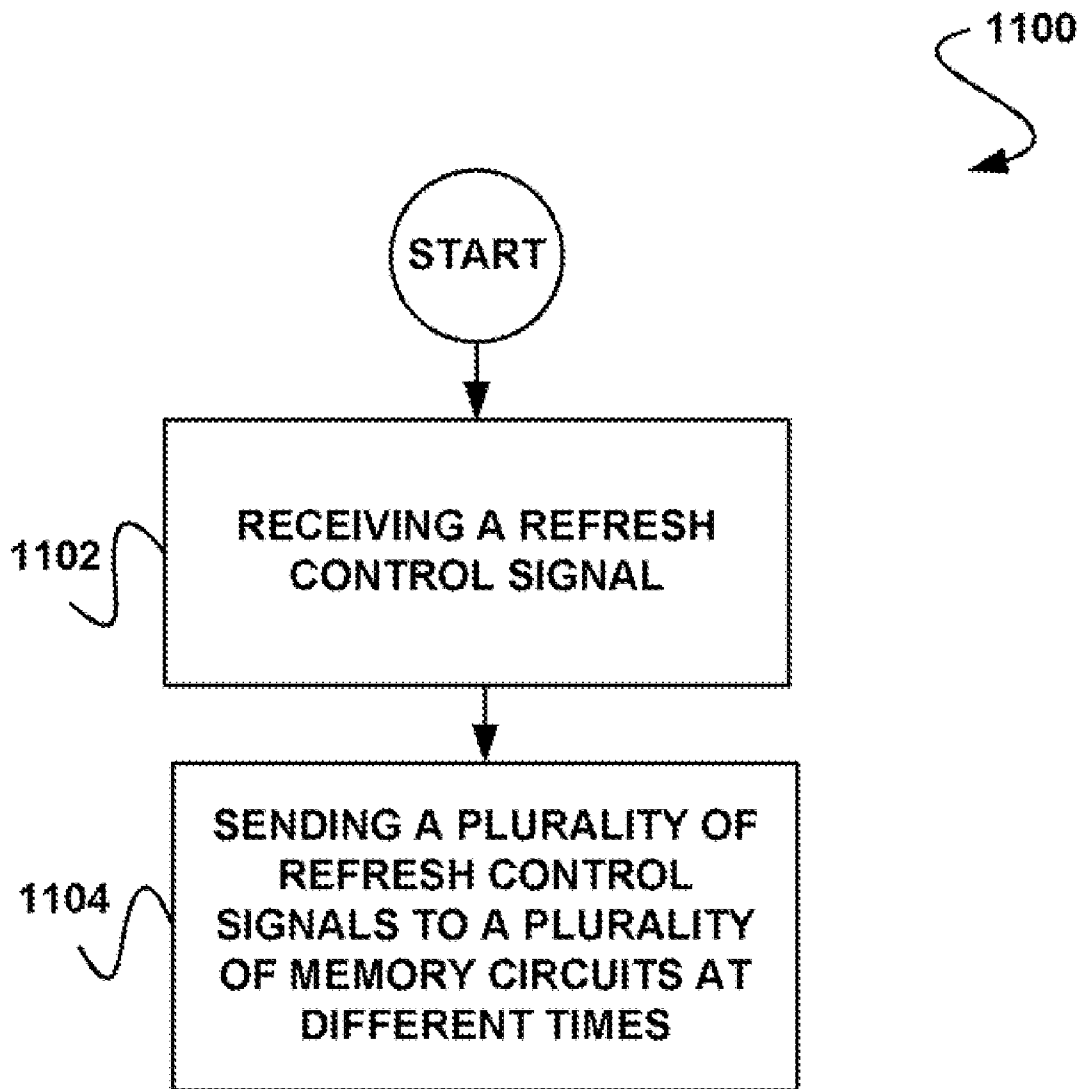 1100
START
1102
RECEIVING A REFRESH
CONTROL SIGNAL
1104
SENDING A PLURALITY OF
REFRESH CONTROL
SIGNALS TO A PLURALITY
OF MEMORY CIRCUITS AT
DIFFERENT TIMES